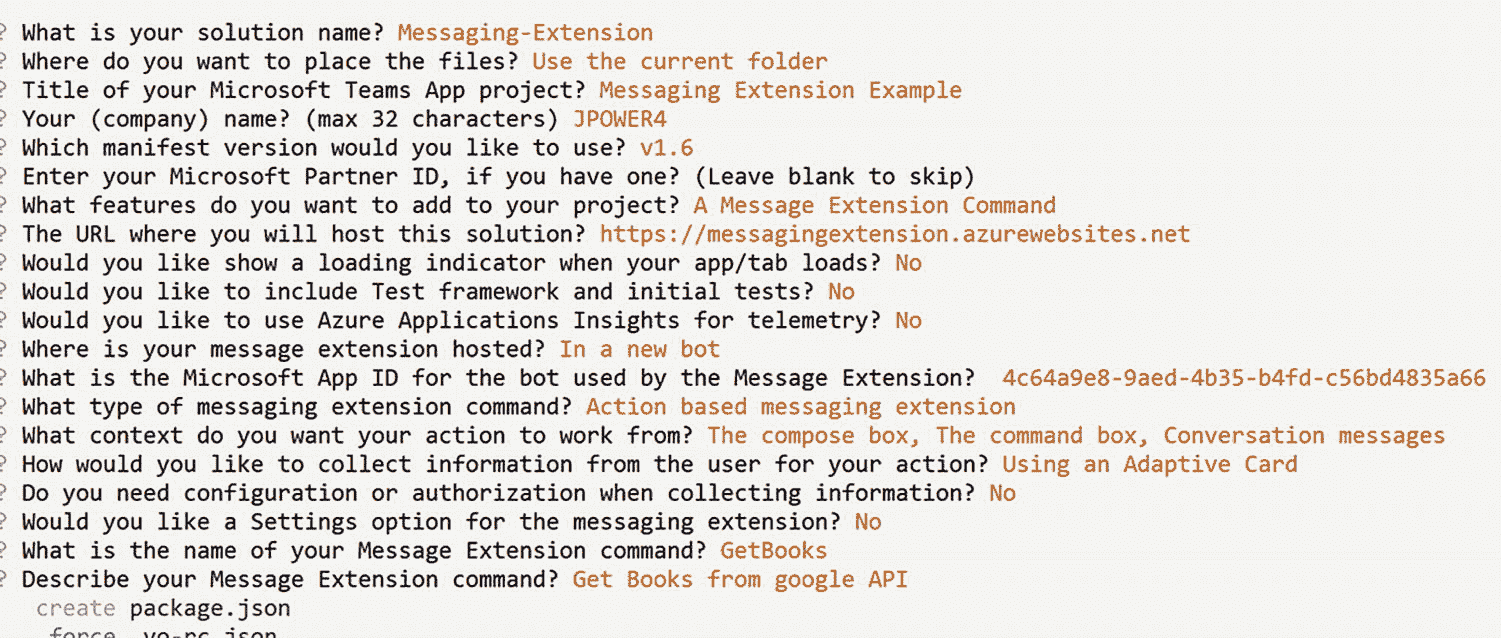 ? What is your solution name? Messaging-Extension
? Where do you want to place the files? Use the current folder
? Title of your Microsoft Teams App project? Messaging Extension Example
? Your (company) name? (max 32 characters) JPOWER4
? Which manifest version would you like to use? v1.6
? Enter your Microsoft Partner ID, if you have one? (Leave blank to skip)
? What features do you want to add to your project? A Message Extension Command
? The URL where you will host this solution? https://messagingextension.azurewebsites.net
? Would you like show a loading indicator when your app/tab loads? No
? Would you like to include Test framework and initial tests? No
? Would you like to use Azure Applications Insights for telemetry? No
? Where is your message extension hosted? In a new bot
? What is the Microsoft App ID for the bot used by the Message Extension? 4c64a9e8-9aed-4b35-b4fd-c56bd4835a66
? What type of messaging extension command? Action based messaging extension
? What context do you want your action to work from? The compose box, The command box, Conversation messages
? How would you like to collect information from the user for your action? Using an Adaptive Card
? Do you need configuration or authorization when collecting information? No
? Would you like a Settings option for the messaging extension? No
? What is the name of your Message Extension command? GetBooks
? Describe your Message Extension command? Get Books from google API
create package.json
force .yo-rc.json